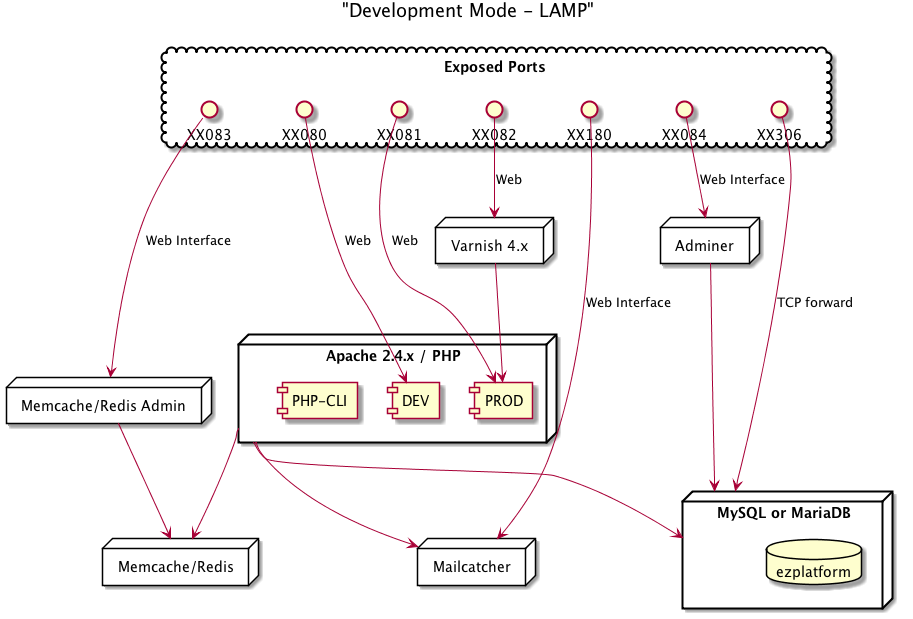 "Development Mode - LAMP"
Exposed Ports
XX083
XX080
XX081
XX082
XX180
XX084
XX306
Web
Web Interface
Web Interface
Web
Web
Varnish 4.x
Adminer
Web Interface
TCP forward
Apache 2.4.x / PHP
PHP-CLI
DEV
PROD
Memcache/Redis Admin
MySQL or MariaDB
ezplatform
Memcache/Redis
Mailcatcher